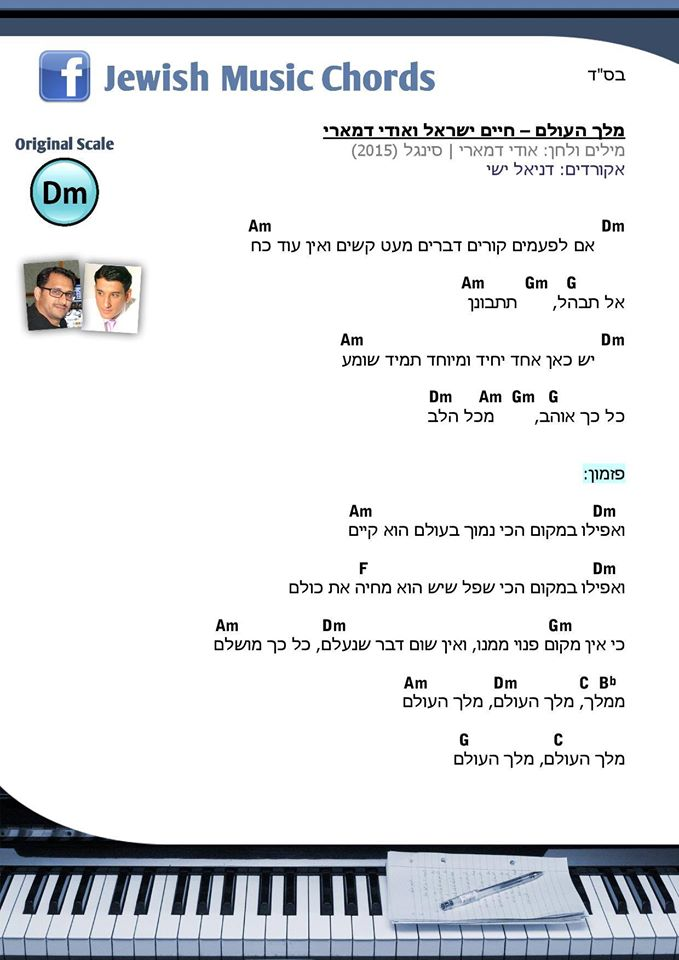 Jewish Music Chords
בס"ד
מלך העולם – חיים ישראל ואודי דמארי
מילים ולחן: אודי דמארי | סינגל (2015)
אקורדים: דניאל ישי
Original Scale
Dm
Dm Am
אם לפעמים קורים דברים מעט קשים ואין עוד כח
G Gm Am
אל תבהל, תתבונן
Dm Am
יש כאן אחד יחיד ומיוחד תמיד שומע
G Gm Am Dm
כל כך אוהב, מכל הלב
פזמון:
Dm Am
ואפילו במקום הכי נמוך בעולם הוא קיים
Dm F
ואפילו במקום הכי שפל שיש הוא מחיה את כולם
Gm Dm Am
כי אין מקום פנוי ממנו, ואין שום דבר שנעלם, כל כך מושלם
Bb C Dm Am
ממלך, מלך העולם, מלך העולם
C G
מלך העולם, מלך העולם